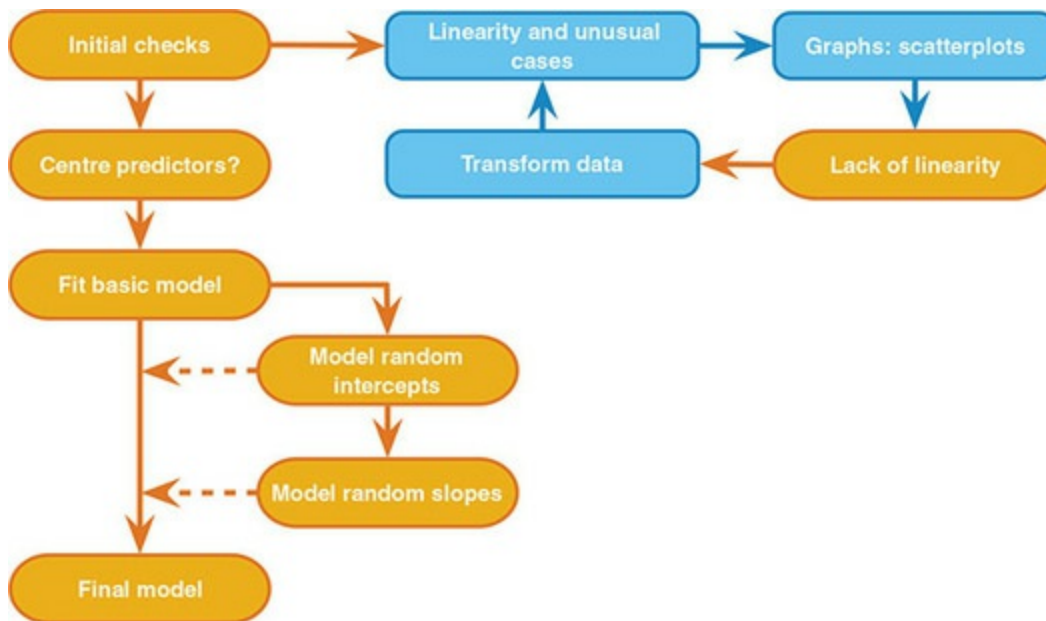 Initial checks
Linearity and unusual
cases
Graphs: scatterplots
Centre predictors?
Transform data
Lack of linearity
Fit basic model
Model random
intercepts
Model random slopes
Final model